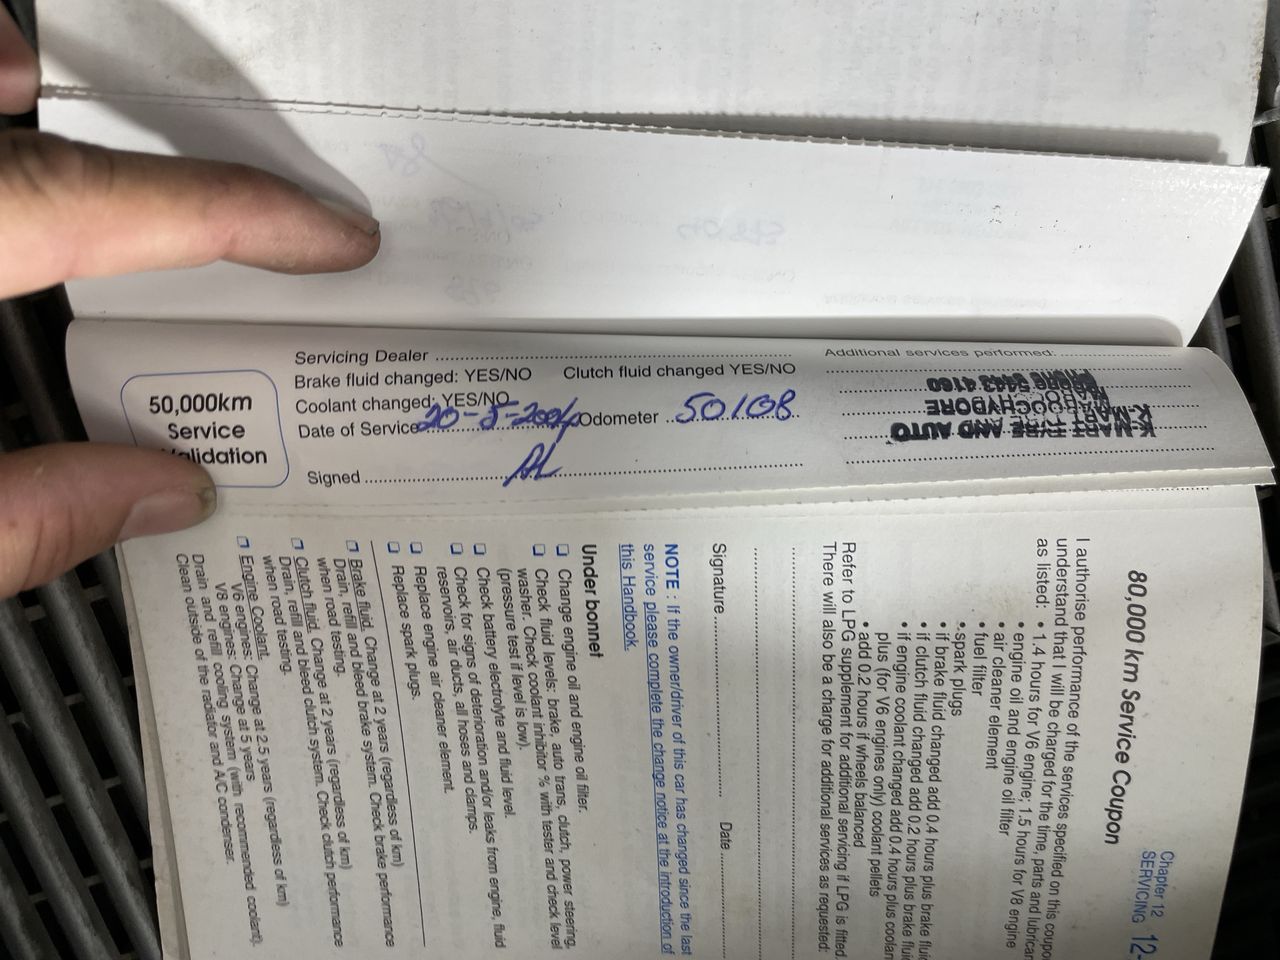 Servicing Dealer
Brake fluid changed: YES/NO Clutch fluid changed YES/NO
Coolant changed: YES/NO
Date of Service 20-5-2004 Odometer 50108
Signed
50,000km
Service
Validation
Additional services performed:
K-MART TYRE AND AUTO
MAROOCHYDORE
PHONE 5443 4160
Chapter 12
SERVICING 12-
80,000 km Service Coupon
I authorise performance of the services specified on this coupon
understand that I will be charged for the time, parts and lubrican
as listed: • 1.4 hours for V6 engine; 1.5 hours for V8 engine
• engine oil and engine oil filter
• air cleaner element
• fuel filter
• spark plugs
• if brake fluid changed add 0.4 hours plus brake flui
• if clutch fluid changed add 0.2 hours plus brake flui
• if engine coolant changed add 0.4 hours plus coolan
plus (for V6 engines only) coolant pellets
• add 0.2 hours if wheels balanced
Refer to LPG supplement for additional servicing if LPG is fitted.
There will also be a charge for additional services as requested:
Signature Date
NOTE : If the owner/driver of this car has changed since the last
service please complete the change notice at the introduction of
this Handbook.
Under bonnet
❑ Change engine oil and engine oil filter.
❑ Check fluid levels: brake, auto trans, clutch, power steering,
washer. Check coolant inhibitor % with tester and check level
(pressure test if level is low).
❑ Check battery electrolyte and fluid level.
❑ Check for signs of deterioration and/or leaks from engine, fluid
reservoirs, air ducts, all hoses and clamps.
❑ Replace engine air cleaner element.
❑ Replace spark plugs.
❑ Brake fluid. Change at 2 years (regardless of km)
Drain, refill and bleed brake system. Check brake performance
when road testing.
❑ Clutch fluid. Change at 2 years (regardless of km)
Drain, refill and bleed clutch system. Check clutch performance
when road testing.
❑ Engine Coolant.
V6 engines: Change at 2.5 years (regardless of km)
V8 engines: Change at 5 years
Drain and refill cooling system (with recommended coolant).
Clean outside of the radiator and A/C condenser.